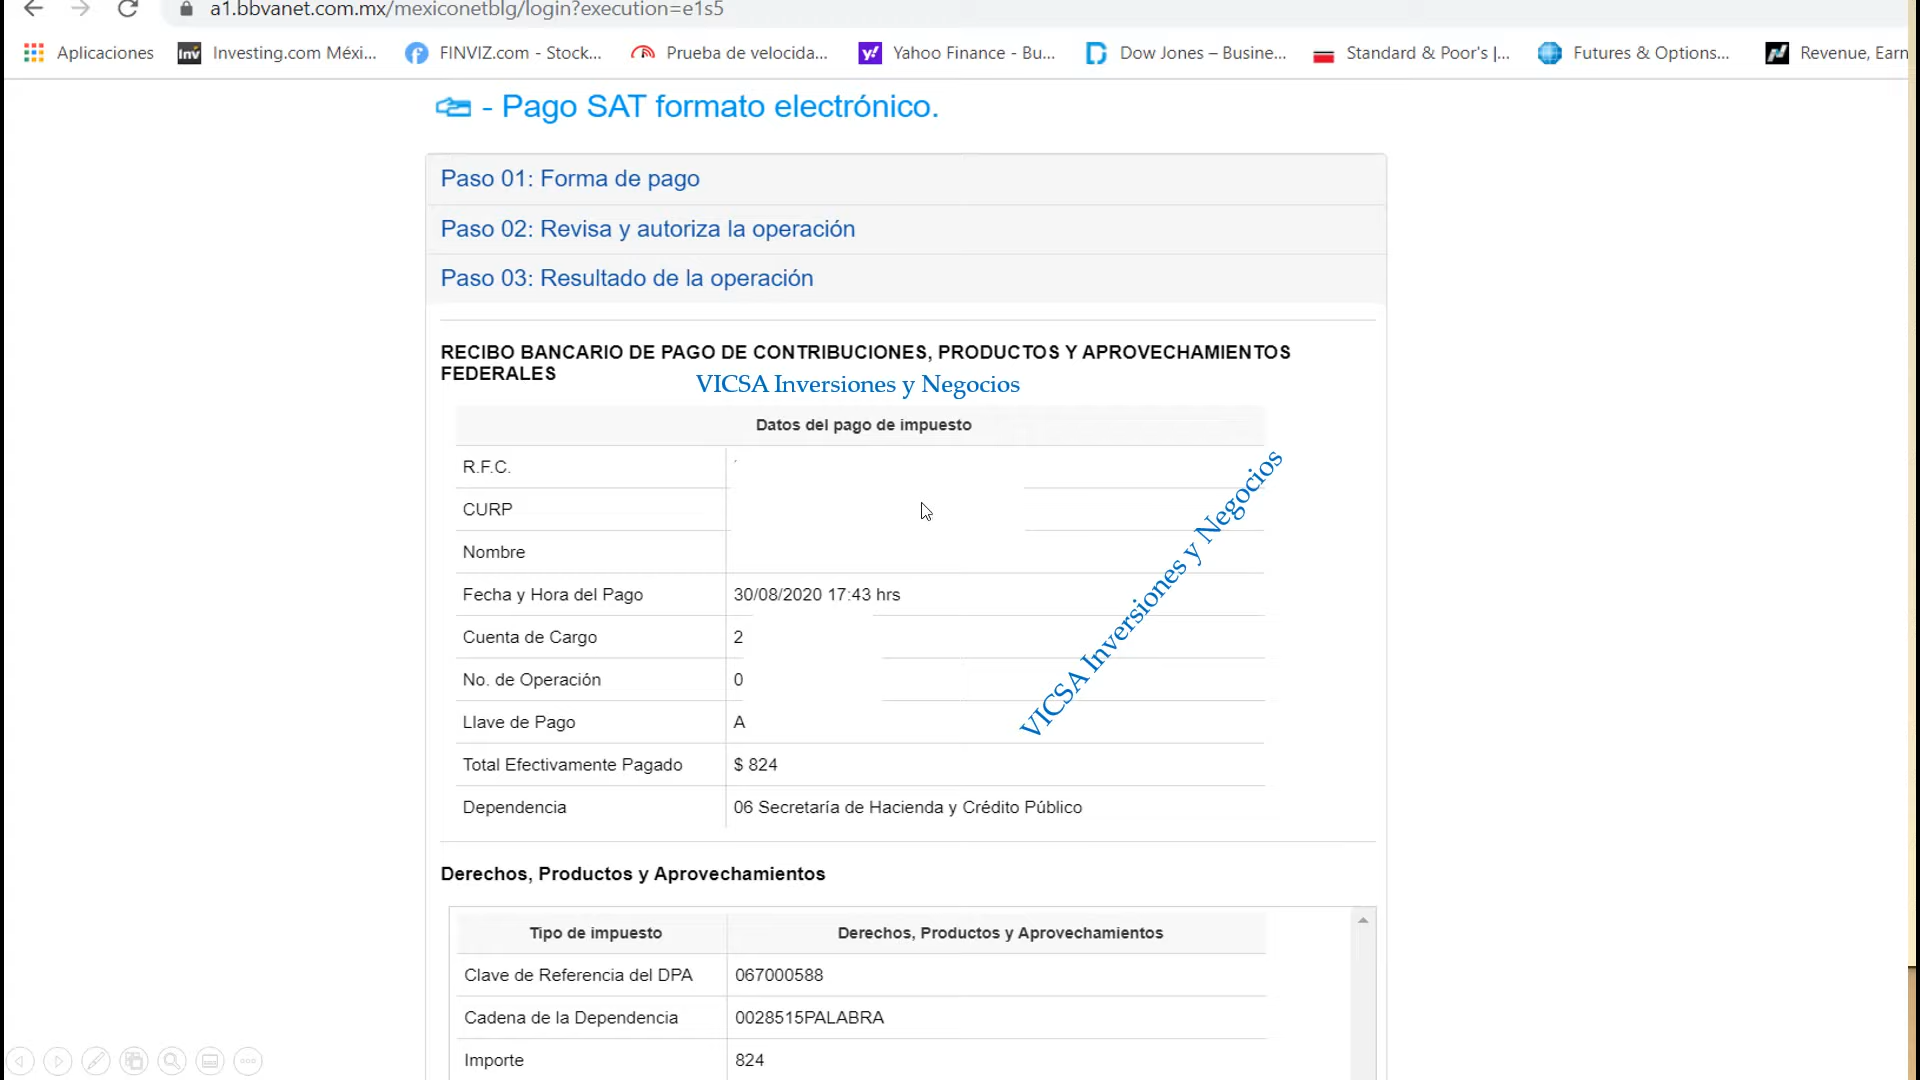 a1.bbvanet.com.mx/mexiconetblg/login?execution=e1s5
Aplicaciones Inv Investing.com Méxi... FINVIZ.com - Stock... Prueba de velocida... y! Yahoo Finance - Bu... Dow Jones – Busine... Standard & Poor's |... Futures & Options... Revenue, Earn
- Pago SAT formato electrónico.
Paso 01: Forma de pago
Paso 02: Revisa y autoriza la operación
Paso 03: Resultado de la operación
RECIBO BANCARIO DE PAGO DE CONTRIBUCIONES, PRODUCTOS Y APROVECHAMIENTOS
FEDERALES
VICSA Inversiones y Negocios
Datos del pago de impuesto
R.F.C.
CURP
Nombre
Fecha y Hora del Pago 30/08/2020 17:43 hrs
Cuenta de Cargo 2
No. de Operación 0
Llave de Pago A
Total Efectivamente Pagado $ 824
Dependencia 06 Secretaría de Hacienda y Crédito Público
VICSA Inversiones y Negocios
Derechos, Productos y Aprovechamientos
Tipo de impuesto Derechos, Productos y Aprovechamientos
Clave de Referencia del DPA 067000588
Cadena de la Dependencia 0028515PALABRA
Importe 824